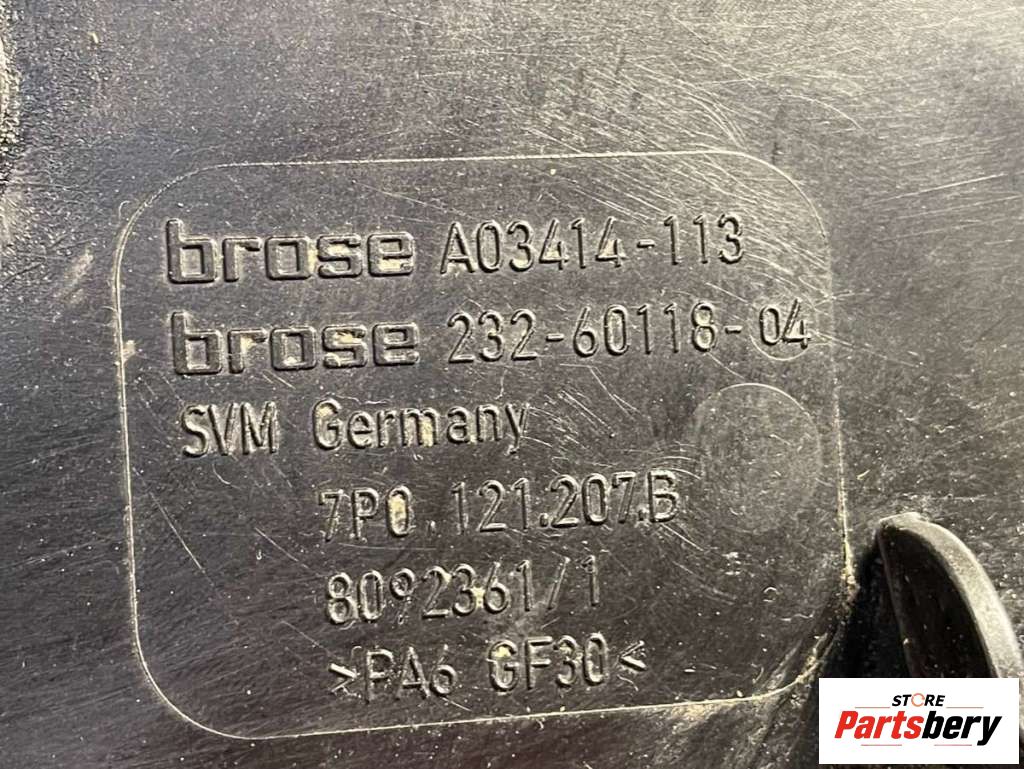 brose A03414-113
brose 232-60118-04
SVM Germany
7P0.121.207.B
8092361/1
>PA6 GF30<
STORE
Partsbery